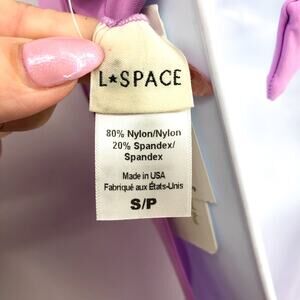 L★SPACE
80% Nylon/Nylon
20% Spandex/
Spandex
Made in USA
Fabriqué aux États-Unis
S/P